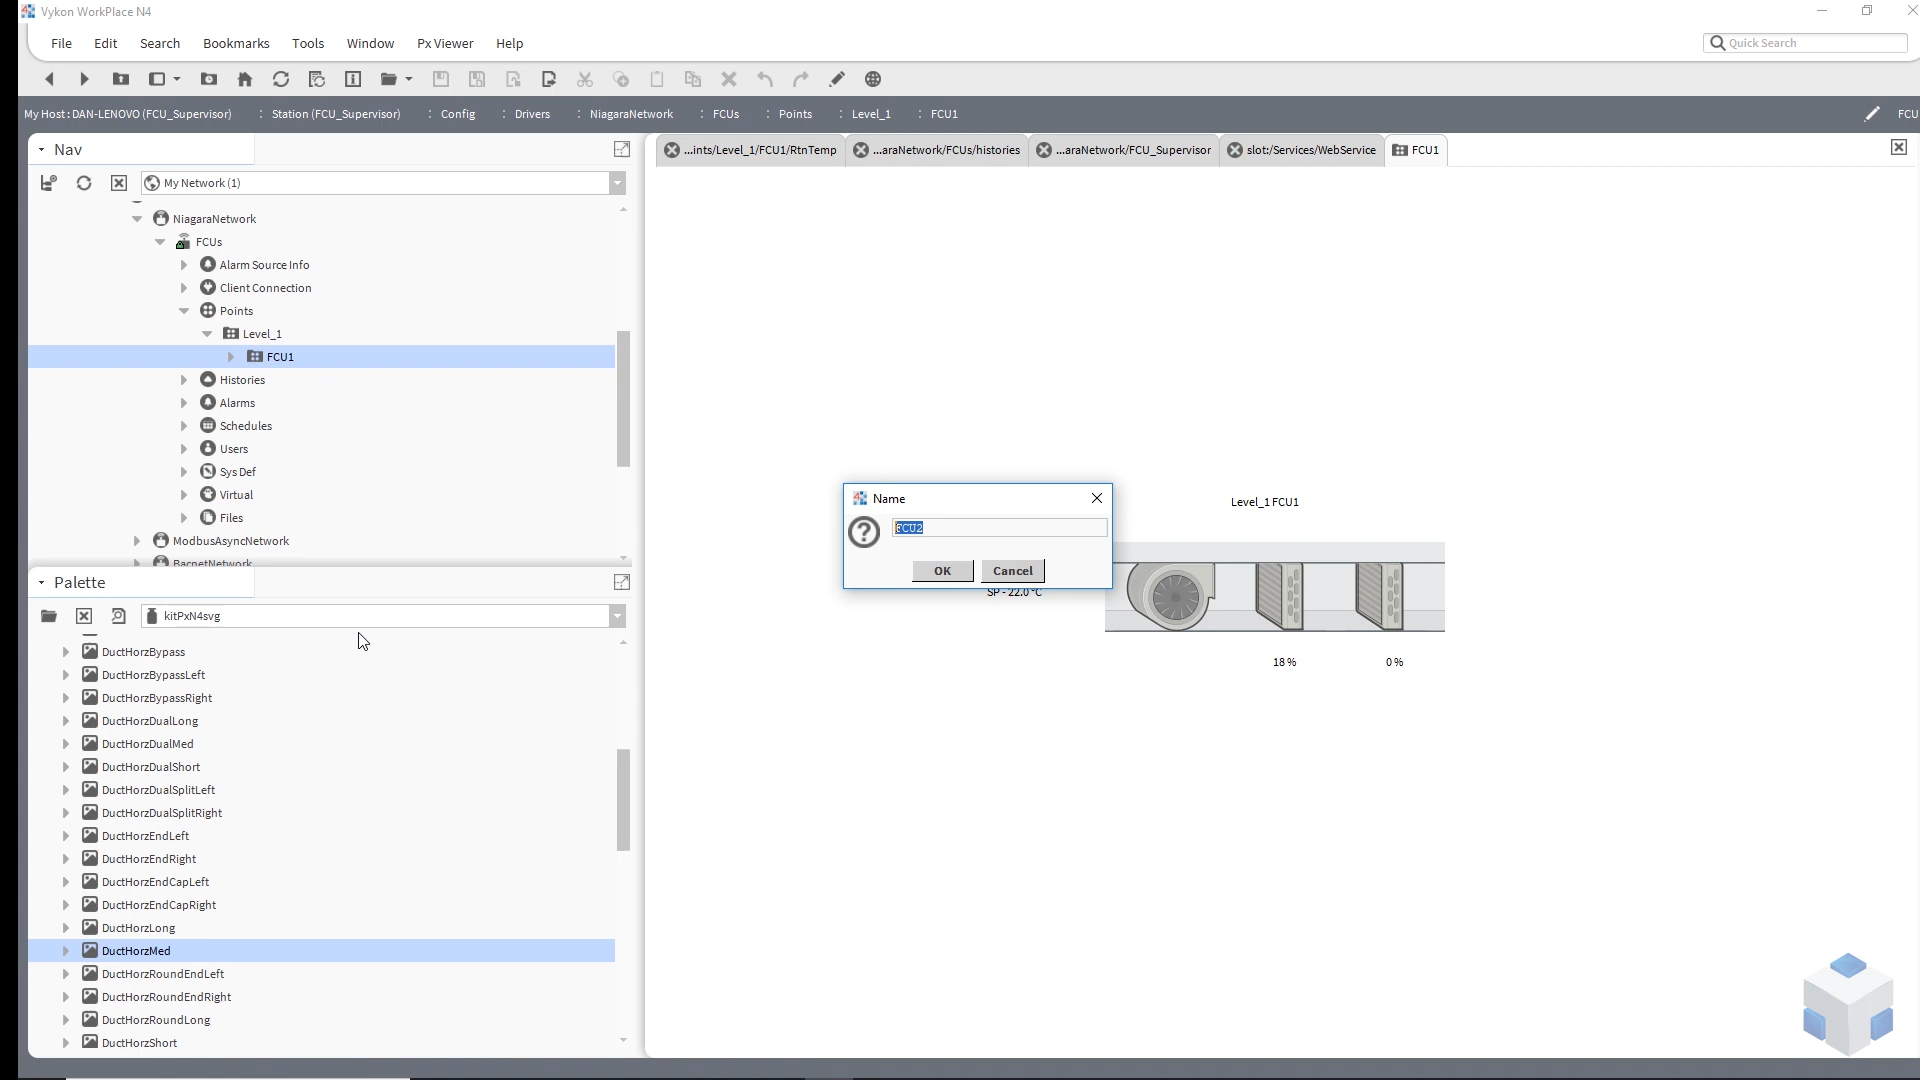 Vykon WorkPlace N4
File Edit Search Bookmarks Tools Window Px Viewer Help
Quick Search
My Host : DAN-LENOVO (FCU_Supervisor) : Station (FCU_Supervisor) : Config : Drivers : NiagaraNetwork : FCUs : Points : Level_1 : FCU1
FCU
Nav
...ints/Level_1/FCU1/RtnTemp
...araNetwork/FCUs/histories
...araNetwork/FCU_Supervisor
slot:/Services/WebService
FCU1
My Network (1)
NiagaraNetwork
FCUs
Alarm Source Info
Client Connection
Points
Level_1
FCU1
Histories
Alarms
Schedules
Users
Sys Def
Virtual
Files
ModbusAsyncNetwork
BacnetNetwork
Name
FCU2
OK Cancel
Level_1 FCU1
SP - 22.0 °C
18 %
0 %
Palette
kitPxN4svg
DuctHorzBypass
DuctHorzBypassLeft
DuctHorzBypassRight
DuctHorzDualLong
DuctHorzDualMed
DuctHorzDualShort
DuctHorzDualSplitLeft
DuctHorzDualSplitRight
DuctHorzEndLeft
DuctHorzEndRight
DuctHorzEndCapLeft
DuctHorzEndCapRight
DuctHorzLong
DuctHorzMed
DuctHorzRoundEndLeft
DuctHorzRoundEndRight
DuctHorzRoundLong
DuctHorzShort